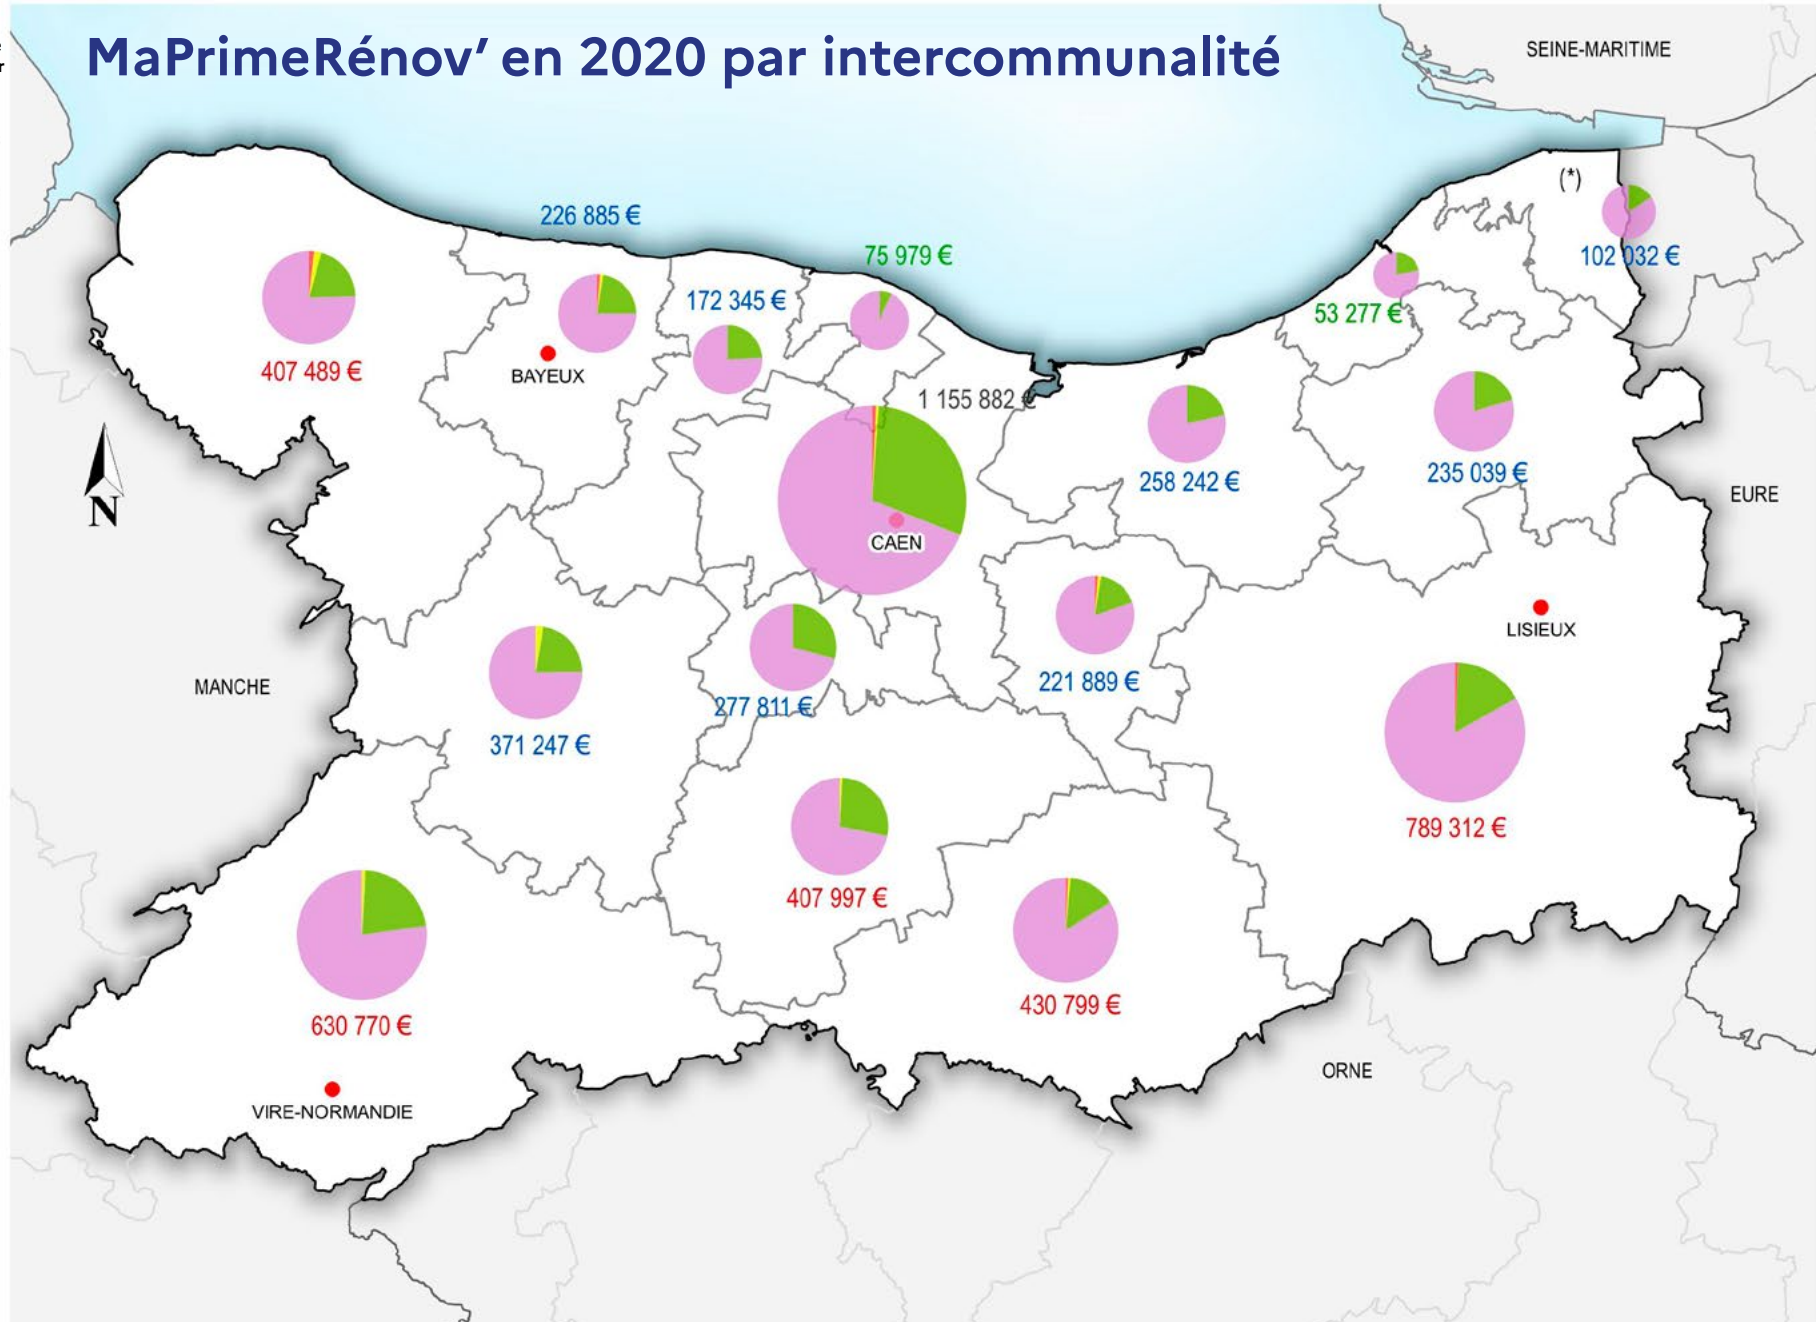 MaPrimeRénov’ en 2020 par intercommunalité
SEINE-MARITIME
(*)
226 885 €
75 979 €
102 032 €
172 345 €
53 277 €
407 489 €
BAYEUX
1 155 882 €
258 242 €
235 039 €
EURE
N
CAEN
LISIEUX
MANCHE
221 889 €
277 811 €
371 247 €
789 312 €
407 997 €
430 799 €
630 770 €
ORNE
VIRE-NORMANDIE